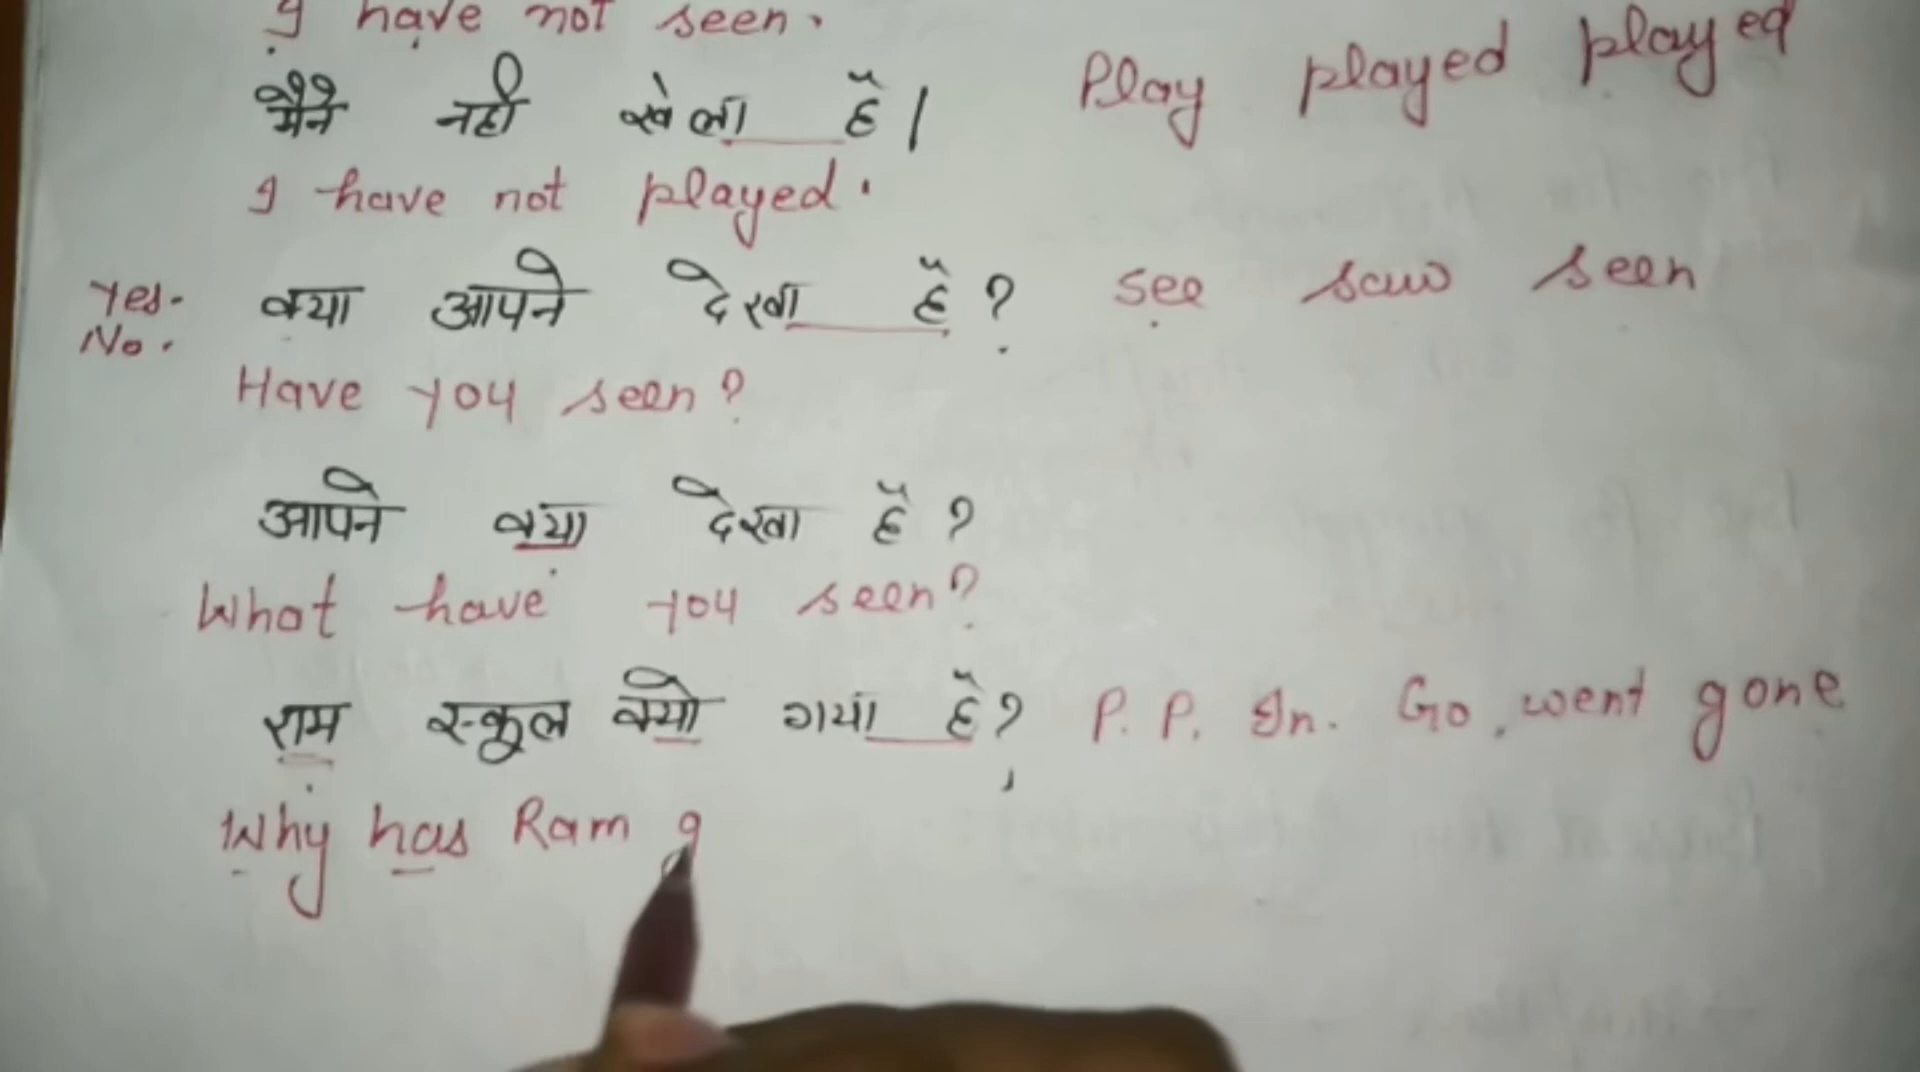 I have not seen.
मैंने नही खेला हैं। Play played played
I have not played.
Yes. No. क्या आपने देखा हैं? see saw seen
Have you seen?
आपने क्या देखा हैं?
What have you seen?
राम स्कूल क्यो गया हैं? P. P. In. Go, went gone
Why has Ram g